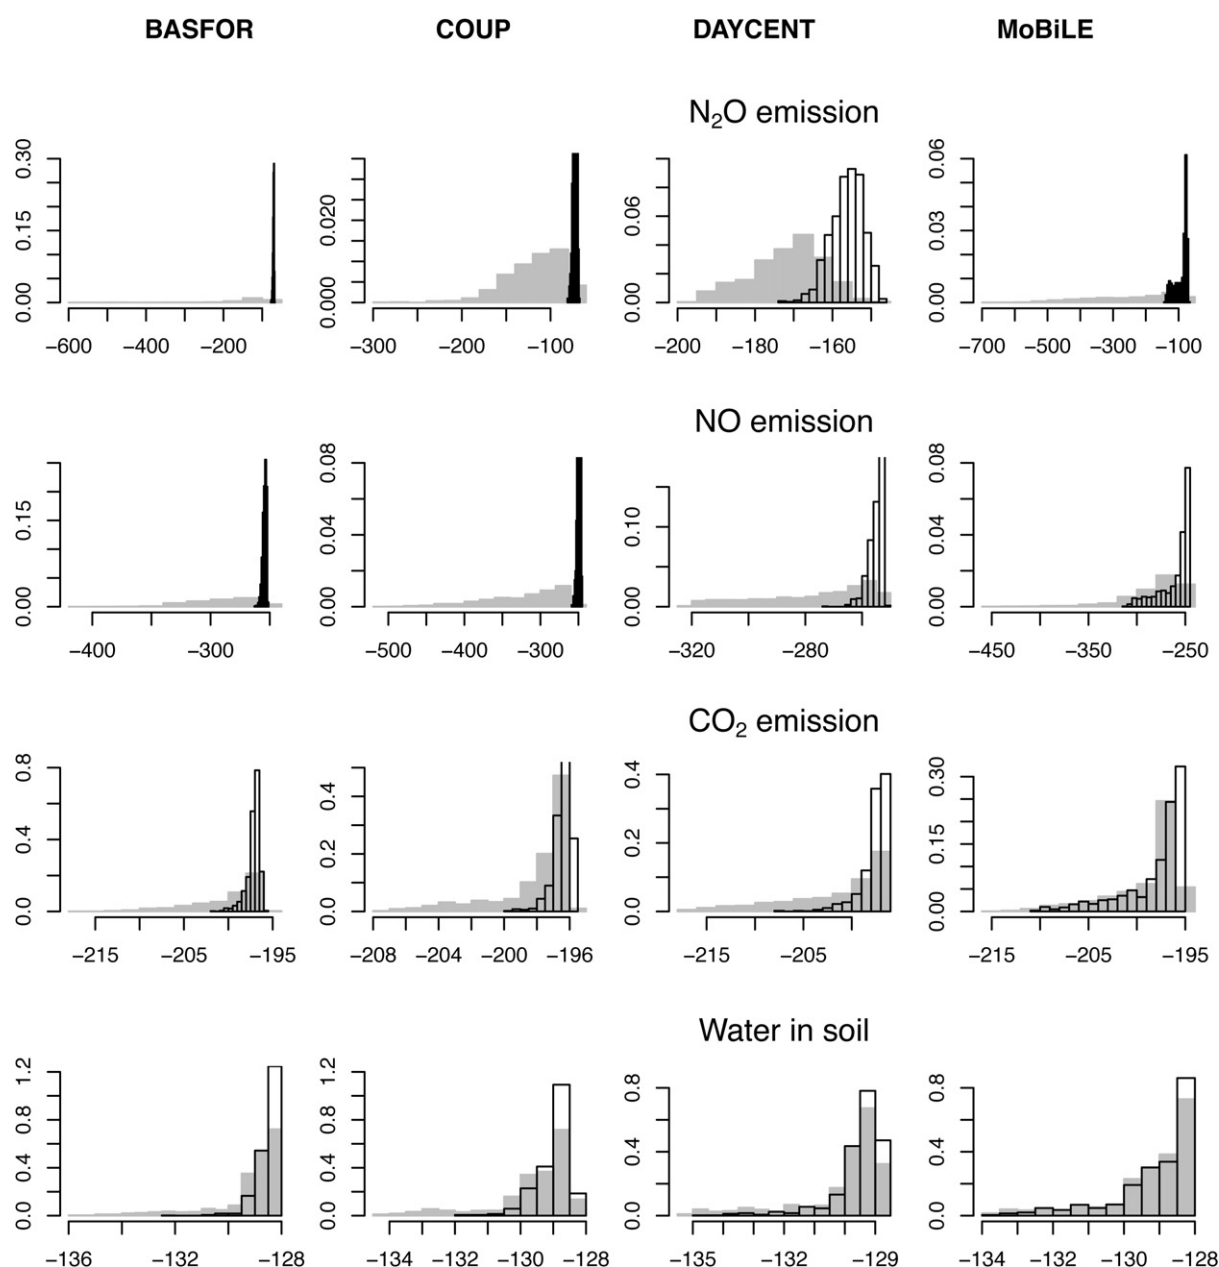 BASFOR COUP DAYCENT MoBiLE
N₂O emission
0.00 0.15 0.30
−600 −400 −200
0.000 0.020
−300 −200 −100
0.00 0.06
−200 −180 −160
0.00 0.03 0.06
−700 −500 −300 −100
NO emission
0.00 0.15
−400 −300
0.00 0.04 0.08
−500 −400 −300
0.00 0.10
−320 −280
0.00 0.04 0.08
−450 −350 −250
CO₂ emission
0.0 0.4 0.8
−215 −205 −195
0.0 0.2 0.4
−208 −204 −200 −196
0.0 0.2 0.4
−215 −205
0.00 0.15 0.30
−215 −205 −195
Water in soil
0.0 0.4 0.8 1.2
−136 −132 −128
0.0 0.4 0.8 1.2
−134 −130 −128
0.0 0.4 0.8
−135 −132 −129
0.0 0.4 0.8
−134 −130 −128